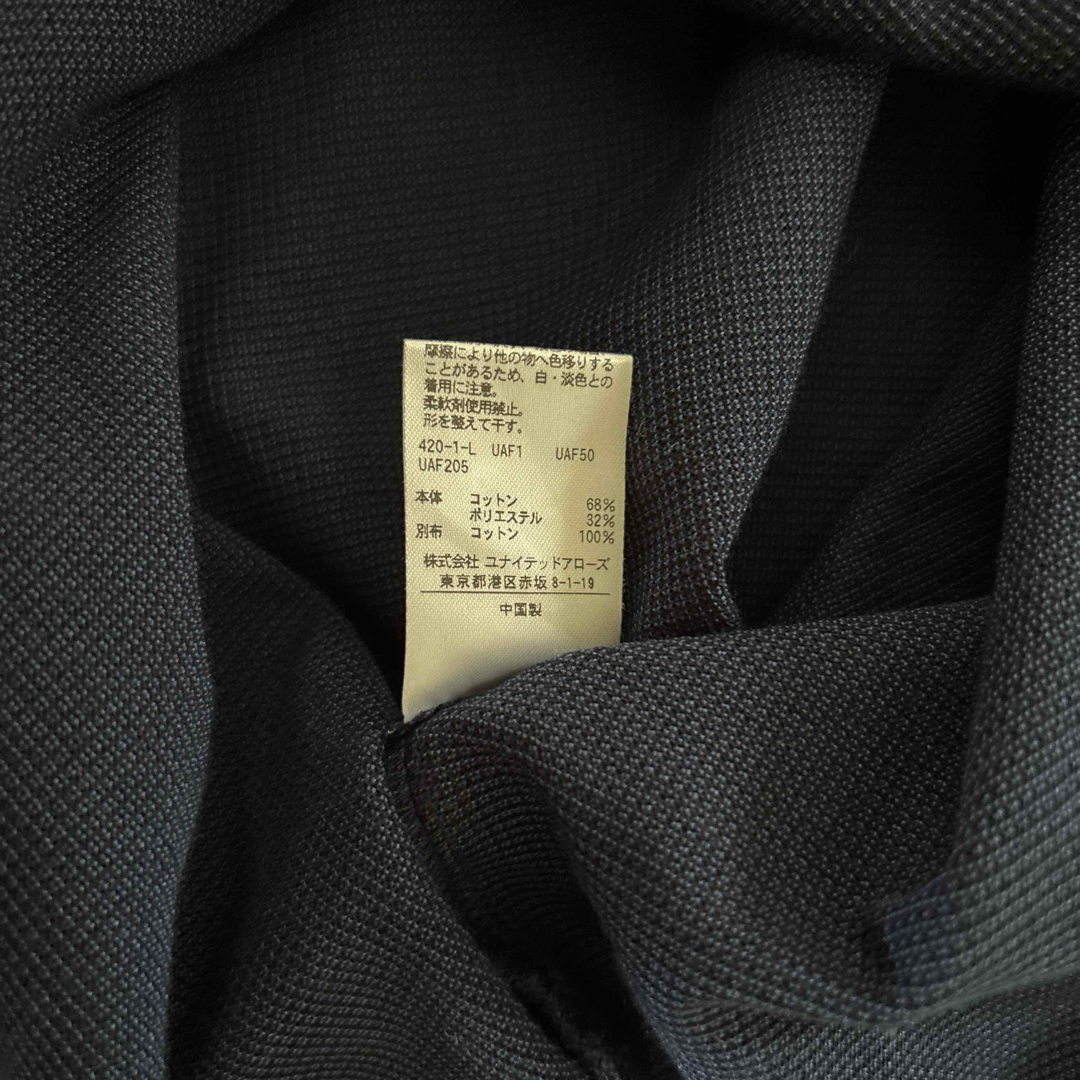 摩擦により他の物へ色移りする
ことがあるため、白・淡色との
着用に注意。
柔軟剤使用禁止。
形を整えて干す。
420-1-L UAF1 UAF50
UAF205
本体 コットン 68%
ポリエステル 32%
別布 コットン 100%
株式会社 ユナイテッドアローズ
東京都港区赤坂 8-1-19
中国製